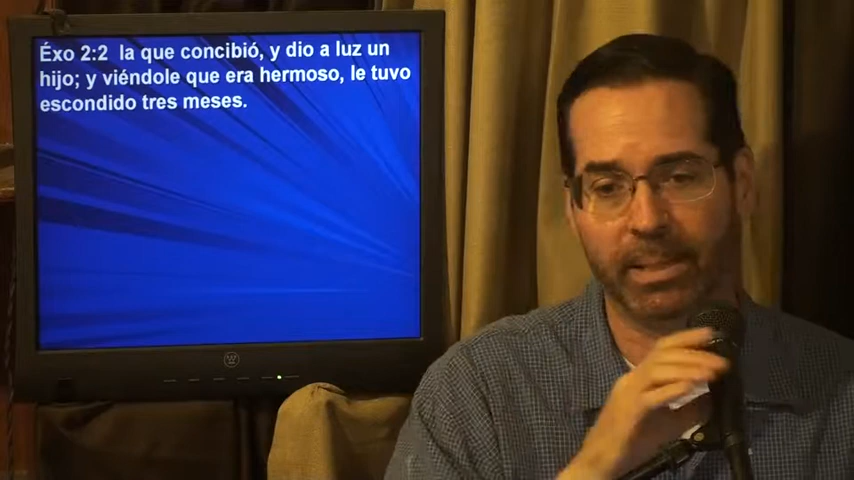 Éxo 2:2 la que concibió, y dio a luz un
hijo; y viéndole que era hermoso, le tuvo
escondido tres meses.